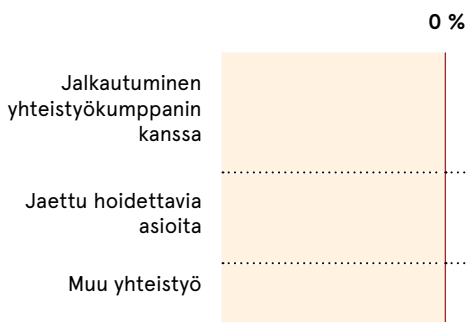 0 %
Jalkautuminen
yhteistyökumppanin
kanssa
Jaettu hoidettavia
asioita
Muu yhteistyö